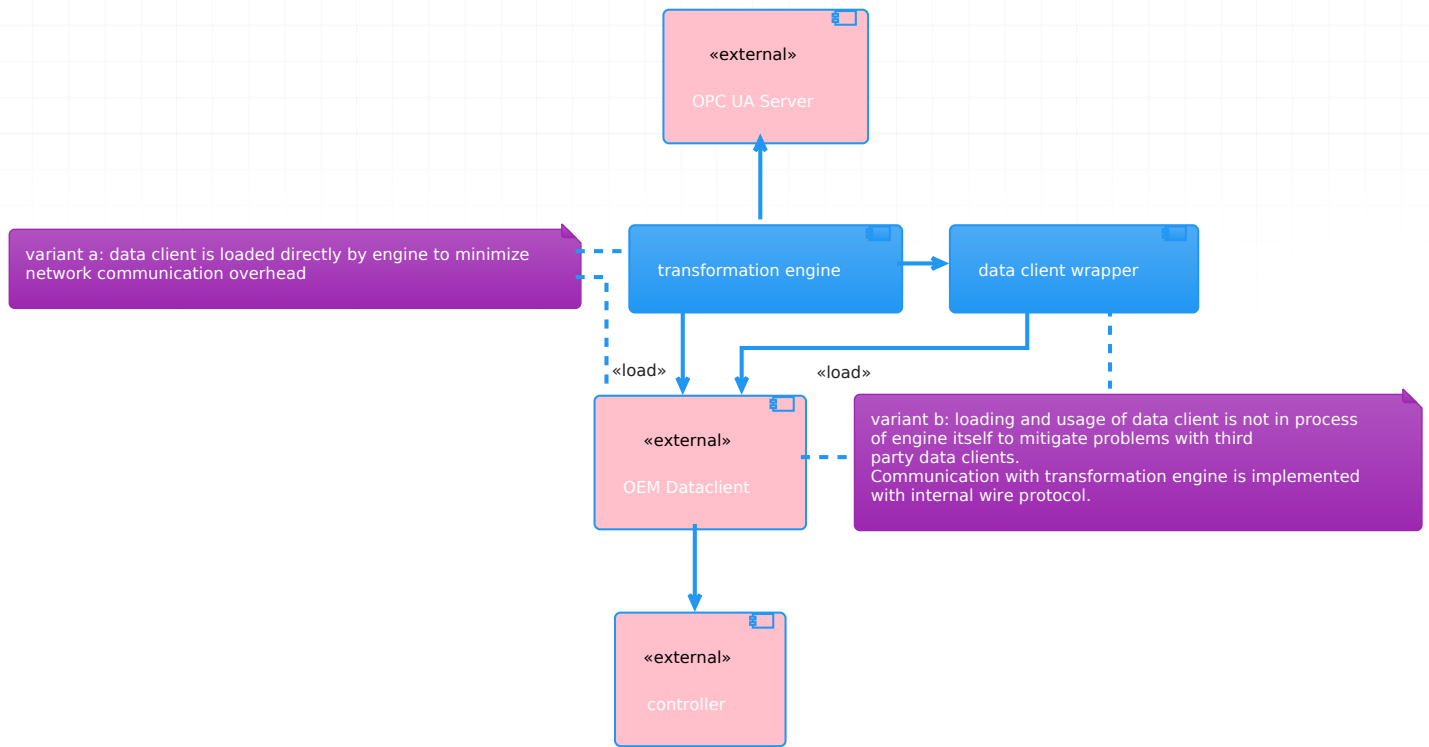 «external»
OPC UA Server
variant a: data client is loaded directly by engine to minimize
network communication overhead
transformation engine
data client wrapper
«load»
«load»
«external»
OEM Dataclient
variant b: loading and usage of data client is not in process
of engine itself to mitigate problems with third
party data clients.
Communication with transformation engine is implemented
with internal wire protocol.
«external»
controller